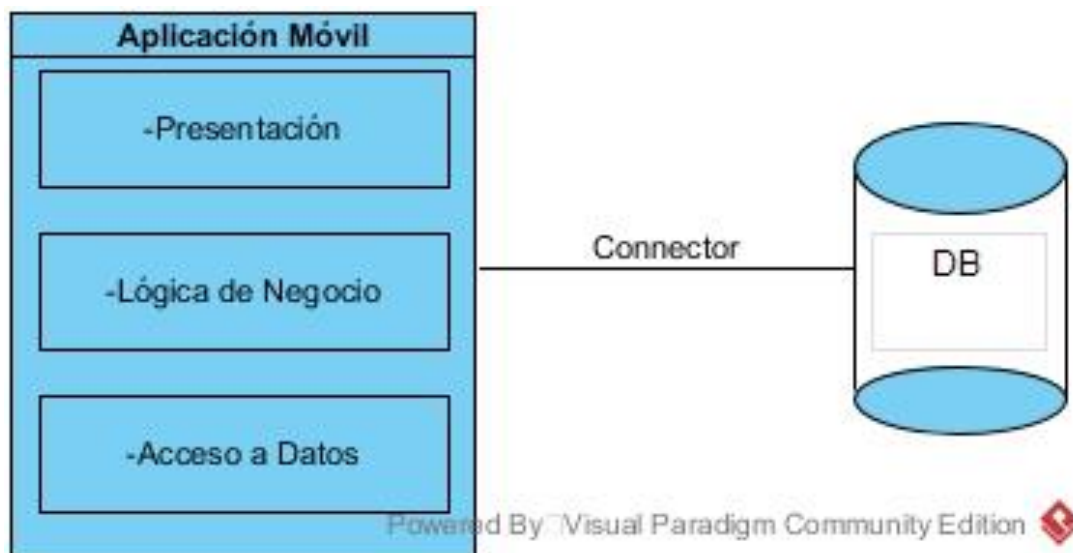 Aplicación Móvil
-Presentación
-Lógica de Negocio
-Acceso a Datos
Connector
DB
Powered By Visual Paradigm Community Edition